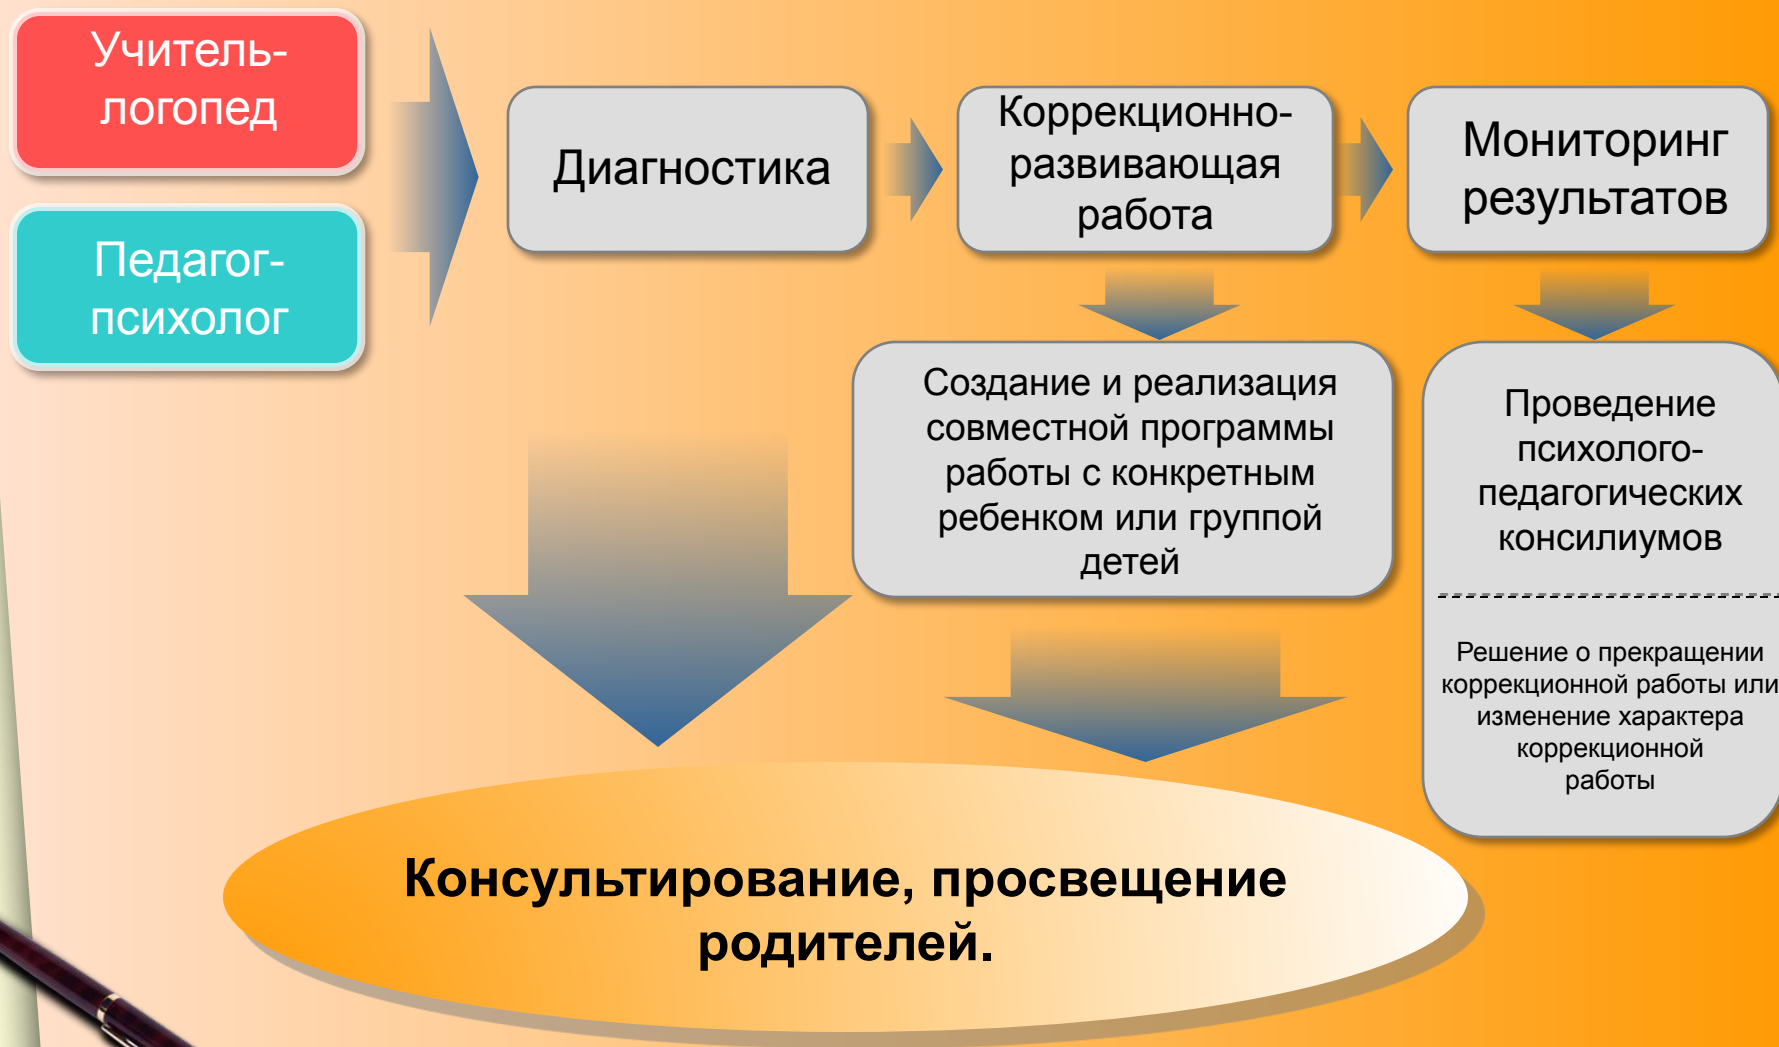 Учитель-
логопед
Педагог-
психолог
Диагностика
Коррекционно-
развивающая
работа
Мониторинг
результатов
Создание и реализация
совместной программы
работы с конкретным
ребенком или группой
детей
Проведение
психолого-
педагогических
консилиумов
Решение о прекращении
коррекционной работы или
изменение характера
коррекционной
работы
Консультирование, просвещение
родителей.